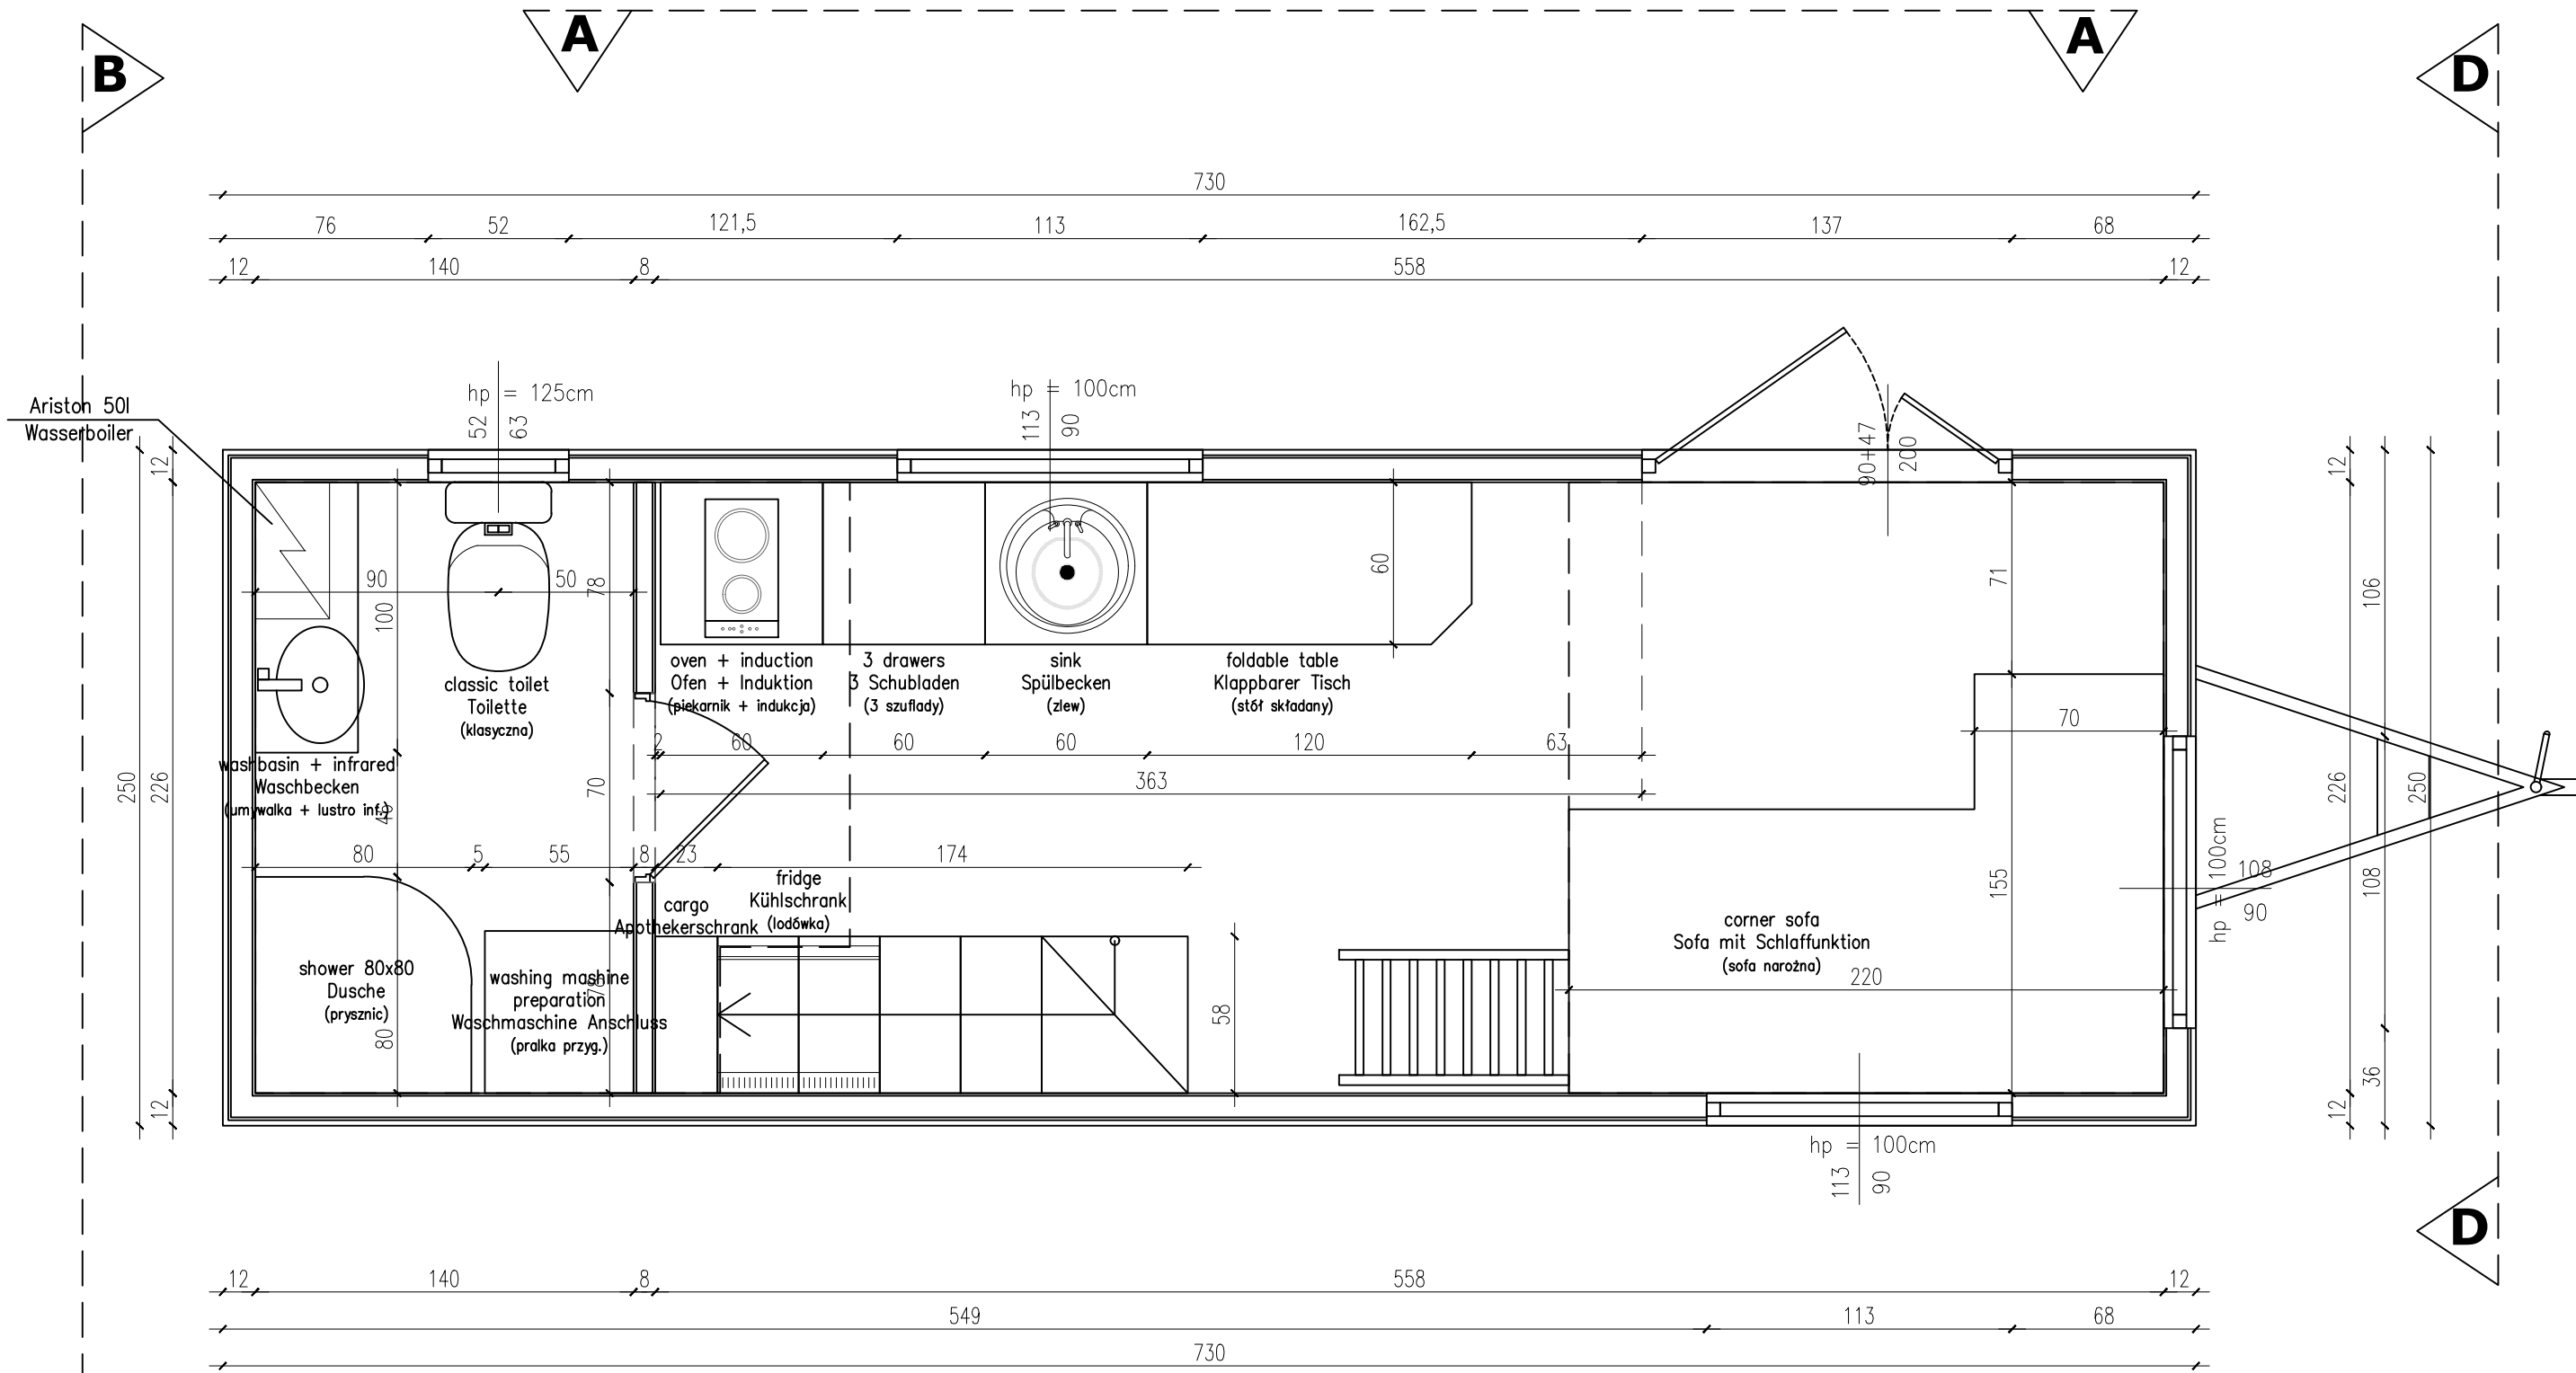 A
A
B
D
730
76
52
121,5
113
162,5
137
68
12
140
8
558
12
hp = 125cm
52
63
hp = 100cm
113
90
90+47
200
Ariston 50l
Wasserboiler
12
250
226
12
90
50
100
78
60
71
classic toilet
Toilette
(klasyczna)
oven + induction
Ofen + Induktion
(piekarnik + indukcja)
3 drawers
3 Schubladen
(3 szuflady)
sink
Spülbecken
(zlew)
foldable table
Klappbarer Tisch
(stół składany)
2
60
60
60
120
63
363
70
70
washbasin + infrared
Waschbecken
(umywalka + lustro inf.)
80
5
55
8
23
174
cargo
Apothekerschrank
fridge
Kühlschrank
(lodówka)
shower 80x80
Dusche
(prysznic)
80
washing mashine
preparation
Waschmaschine Anschluss
(pralka przyg.)
78
58
155
corner sofa
Sofa mit Schlaffunktion
(sofa narożna)
220
12
106
226
250
108
36
12
hp = 100cm
108
90
hp = 100cm
113
90
D
12
140
8
558
12
549
113
68
730